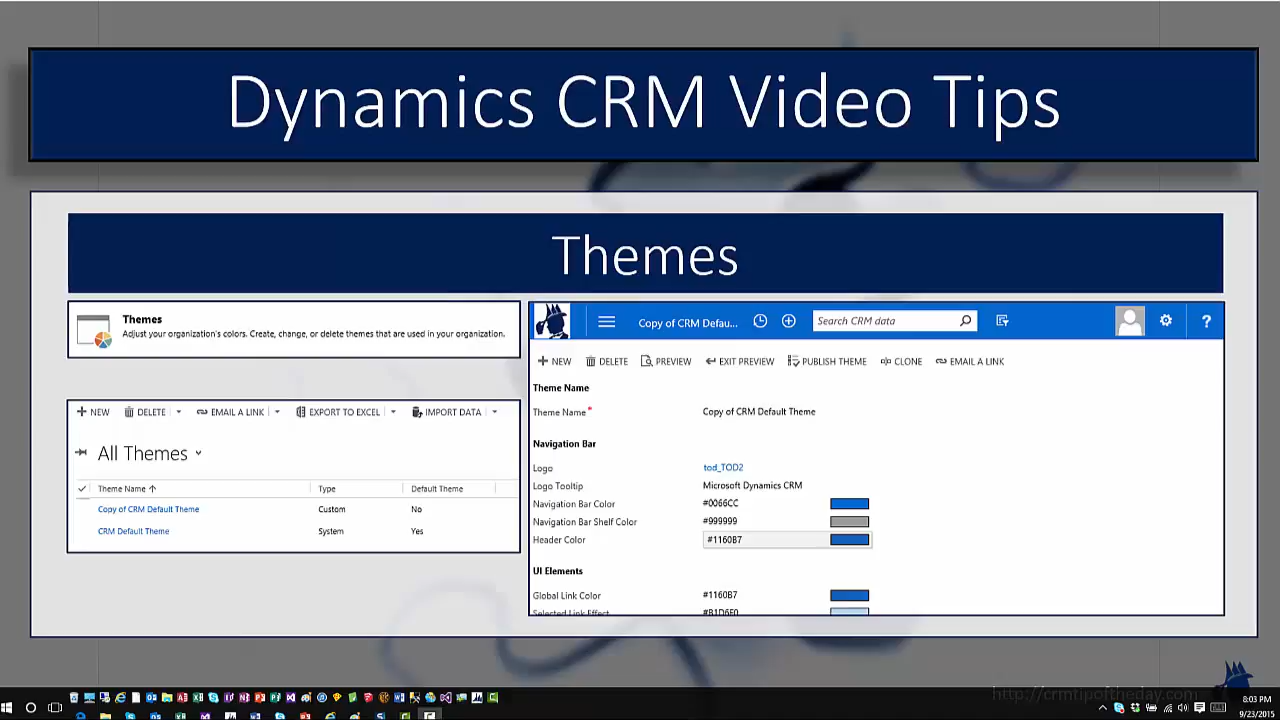 Dynamics CRM Video Tips
Themes
Themes
Adjust your organization's colors. Create, change, or delete themes that are used in your organization.
NEW DELETE EMAIL A LINK EXPORT TO EXCEL IMPORT DATA
All Themes
Theme Name Type Default Theme
Copy of CRM Default Theme Custom No
CRM Default Theme System Yes
Copy of CRM Defau... Search CRM data ?
NEW DELETE PREVIEW EXIT PREVIEW PUBLISH THEME CLONE EMAIL A LINK
Theme Name
Theme Name* Copy of CRM Default Theme
Navigation Bar
Logo tod_TOD2
Logo Tooltip Microsoft Dynamics CRM
Navigation Bar Color #0066CC
Navigation Bar Shelf Color #999999
Header Color #1160B7
UI Elements
Global Link Color #1160B7
Selected Link Effect #B1D6F0
http://crmtipoftheday.com
8:03 PM
9/23/2015